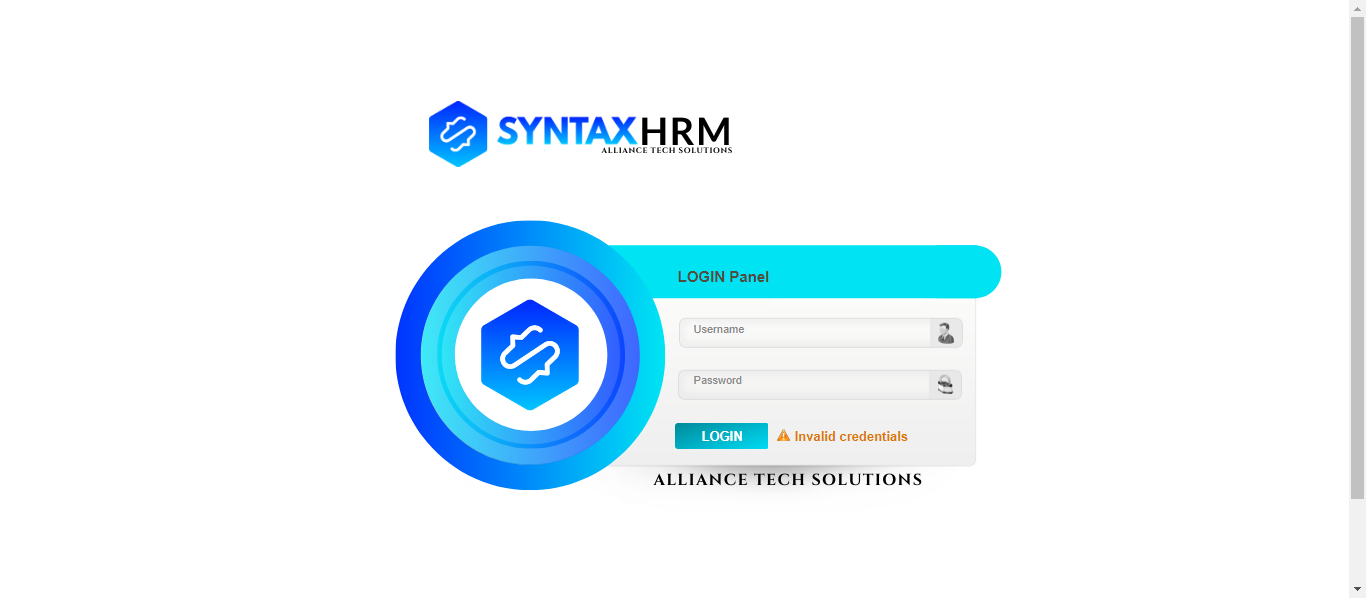 SYNTAXHRM
ALLIANCE TECH SOLUTIONS
LOGIN Panel
Username
Password
LOGIN
Invalid credentials
ALLIANCE TECH SOLUTIONS